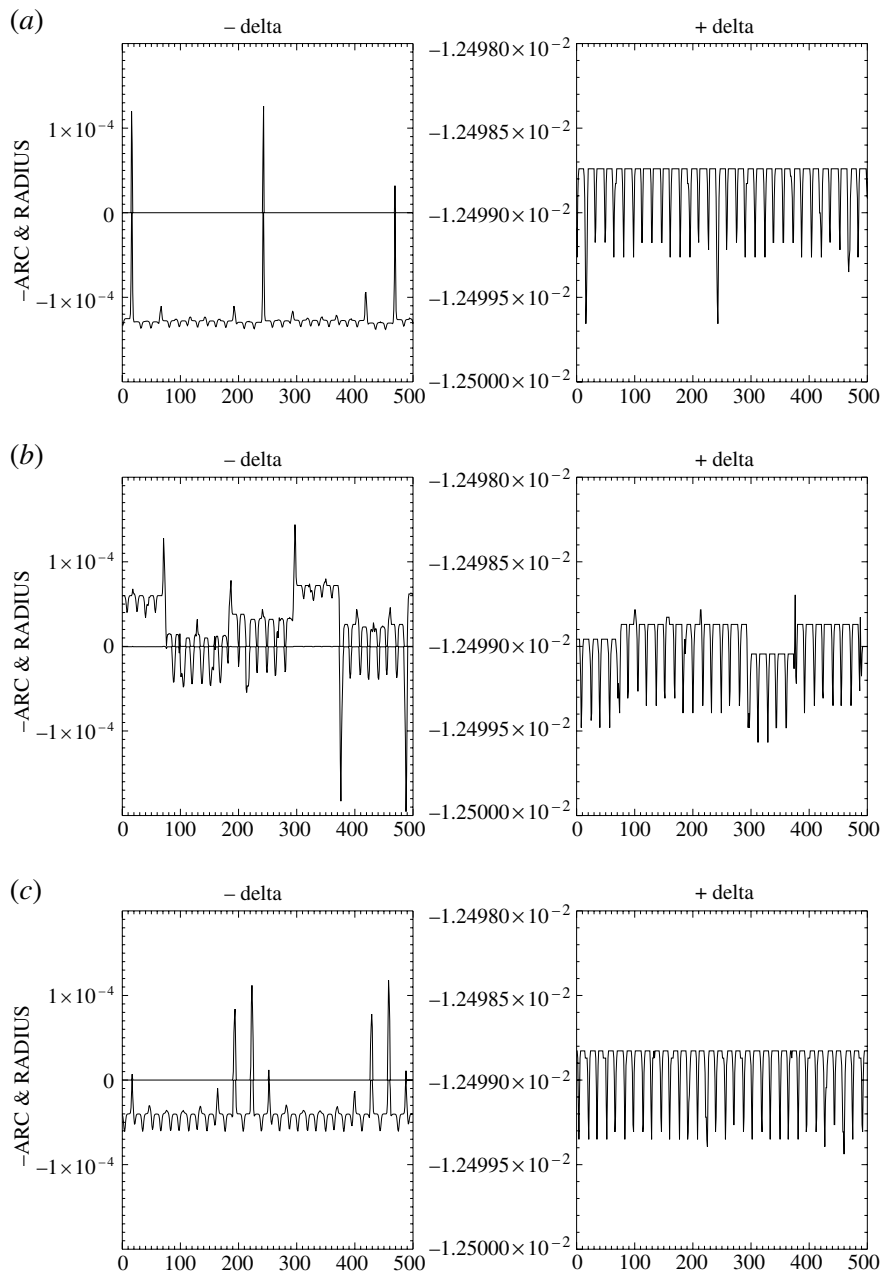 (a)
− delta
+ delta
−ARC & RADIUS
1×10⁻⁴
0
−1×10⁻⁴
0 100 200 300 400 500
−1.24980×10⁻²
−1.24985×10⁻²
−1.24990×10⁻²
−1.24995×10⁻²
−1.25000×10⁻²
0 100 200 300 400 500
(b)
− delta
+ delta
−ARC & RADIUS
1×10⁻⁴
0
−1×10⁻⁴
0 100 200 300 400 500
−1.24980×10⁻²
−1.24985×10⁻²
−1.24990×10⁻²
−1.24995×10⁻²
−1.25000×10⁻²
0 100 200 300 400 500
(c)
− delta
+ delta
−ARC & RADIUS
1×10⁻⁴
0
−1×10⁻⁴
0 100 200 300 400 500
−1.24980×10⁻²
−1.24985×10⁻²
−1.24990×10⁻²
−1.24995×10⁻²
−1.25000×10⁻²
0 100 200 300 400 500